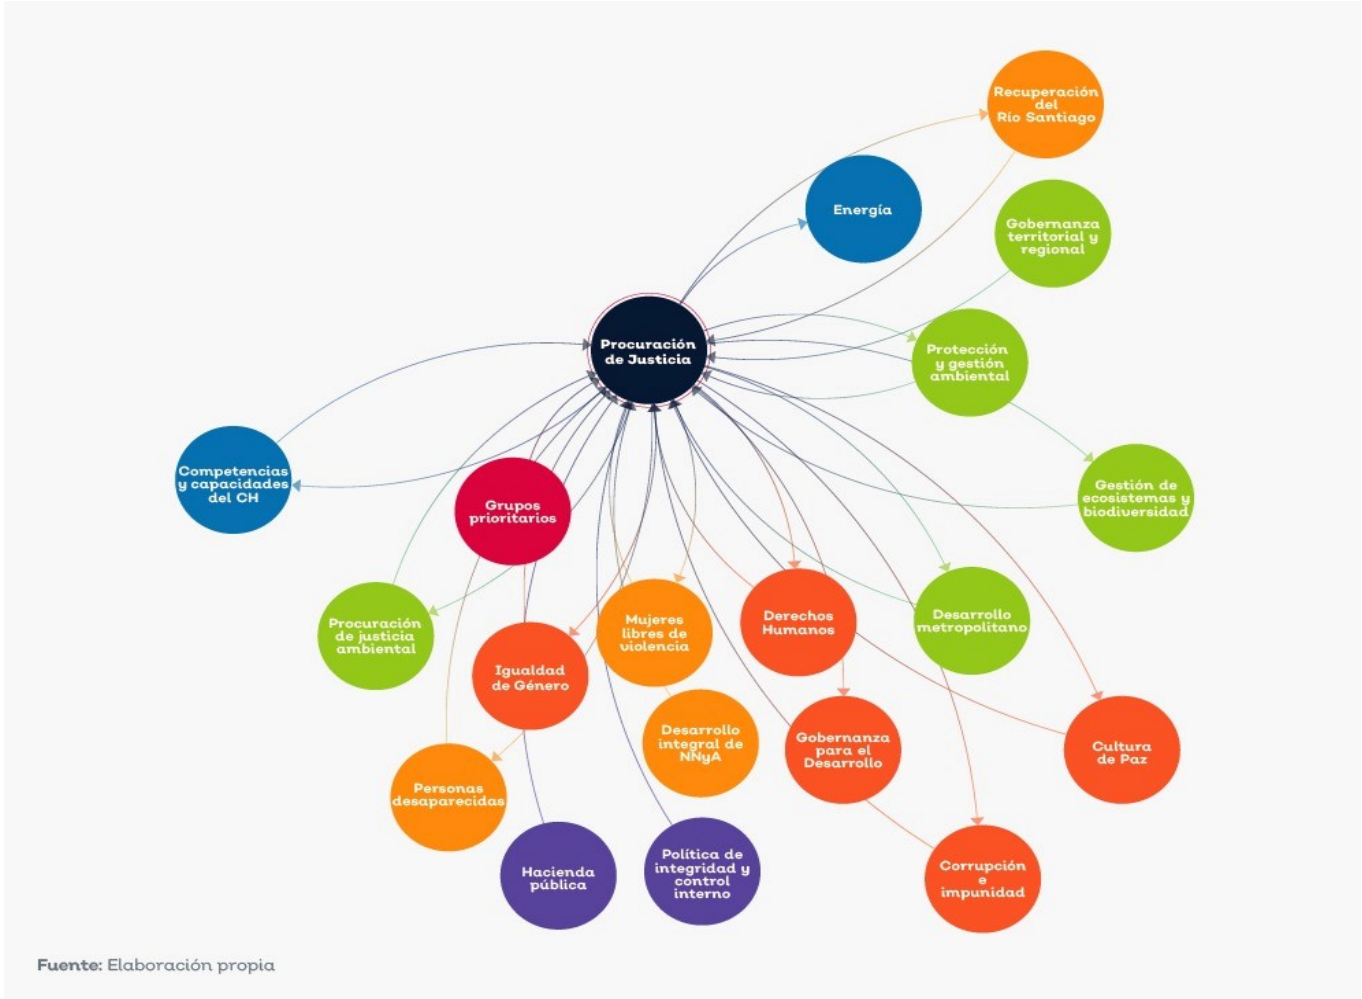 Recuperación
del
Río Santiago
Energía
Gobernanza
territorial y
regional
Procuración
de Justicia
Protección
y gestión
ambiental
Competencias
y capacidades
del CH
Grupos
prioritarios
Gestión de
ecosistemas y
biodiversidad
Procuración
de justicia
ambiental
Igualdad
de Género
Mujeres
libres de
violencia
Derechos
Humanos
Desarrollo
metropolitano
Personas
desaparecidas
Desarrollo
integral de
NNyA
Gobernanza
para el
Desarrollo
Cultura
de Paz
Hacienda
pública
Política de
integridad y
control
interno
Corrupción
e
impunidad
Fuente: Elaboración propia